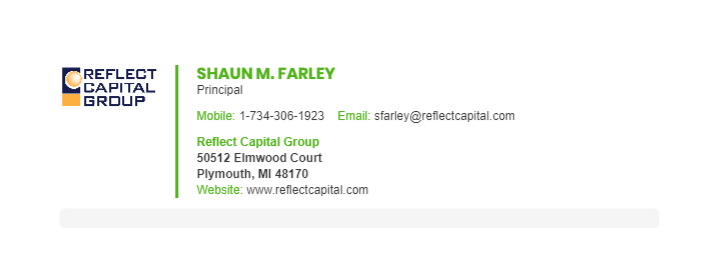 REFLECT
CAPITAL
GROUP
SHAUN M. FARLEY
Principal
Mobile: 1-734-306-1923 Email: sfarley@reflectcapital.com
Reflect Capital Group
50512 Elmwood Court
Plymouth, MI 48170
Website: www.reflectcapital.com